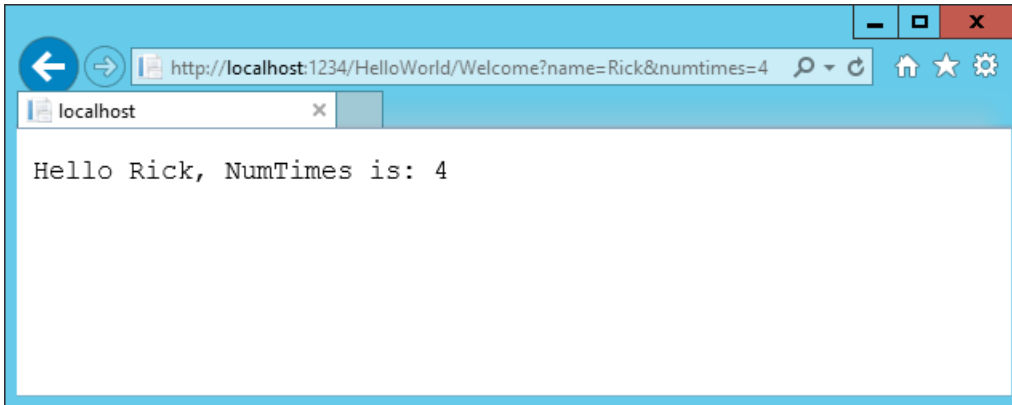 http://localhost:1234/HelloWorld/Welcome?name=Rick&numtimes=4
localhost
Hello Rick, NumTimes is: 4